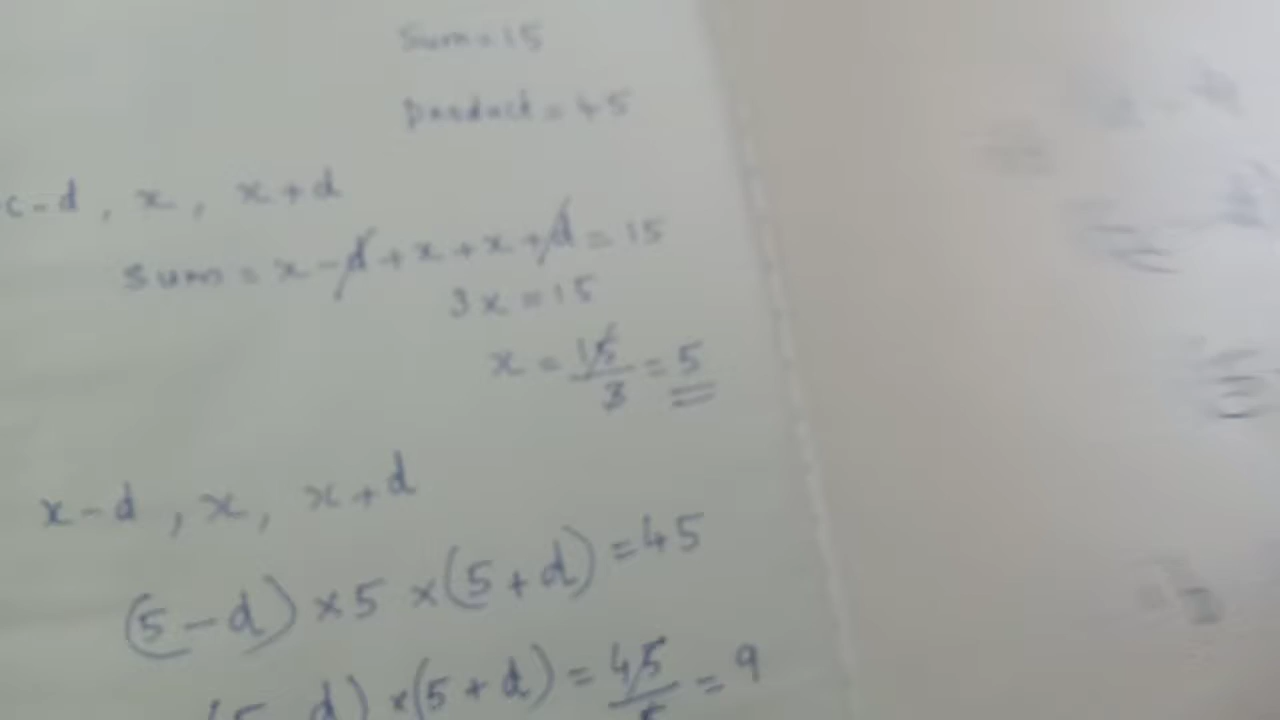 Sum = 15
Product = 45
x - d , x , x + d
Sum = x - d + x + x + d = 15
3x = 15
x = 15/3 = 5
x - d , x , x + d
(5 - d) × 5 × (5 + d) = 45
(5 - d) × (5 + d) = 45/5 = 9